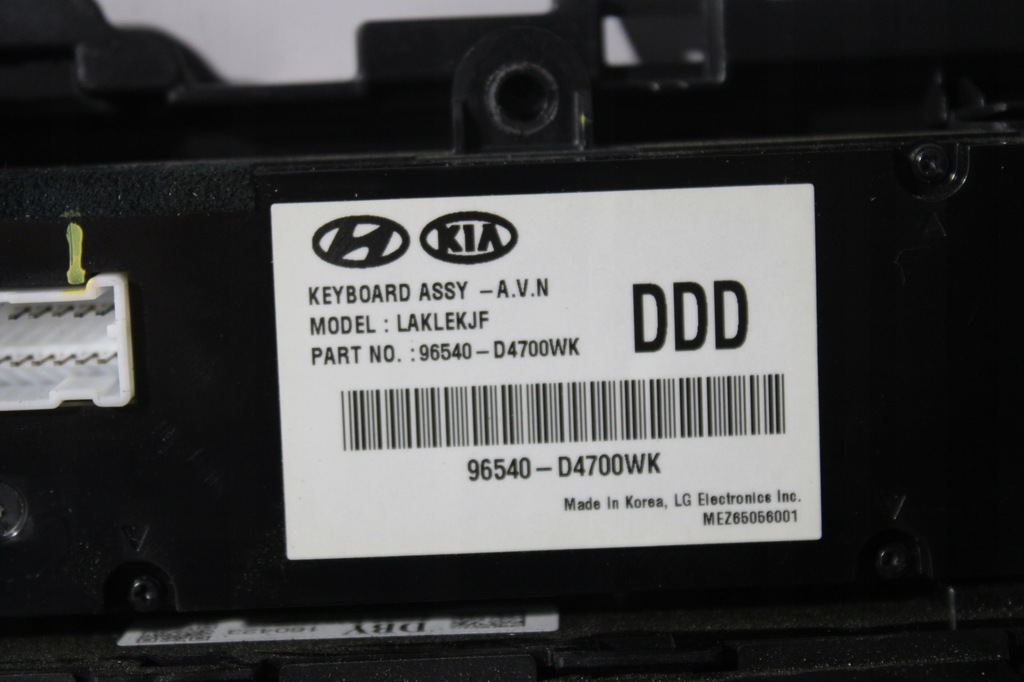 KIA
KEYBOARD ASSY -A.V.N
MODEL : LAKLEKJF
DDD
PART NO. : 96540-D4700WK
96540-D4700WK
Made in Korea, LG Electronics Inc.
MEZ65056001
DBY